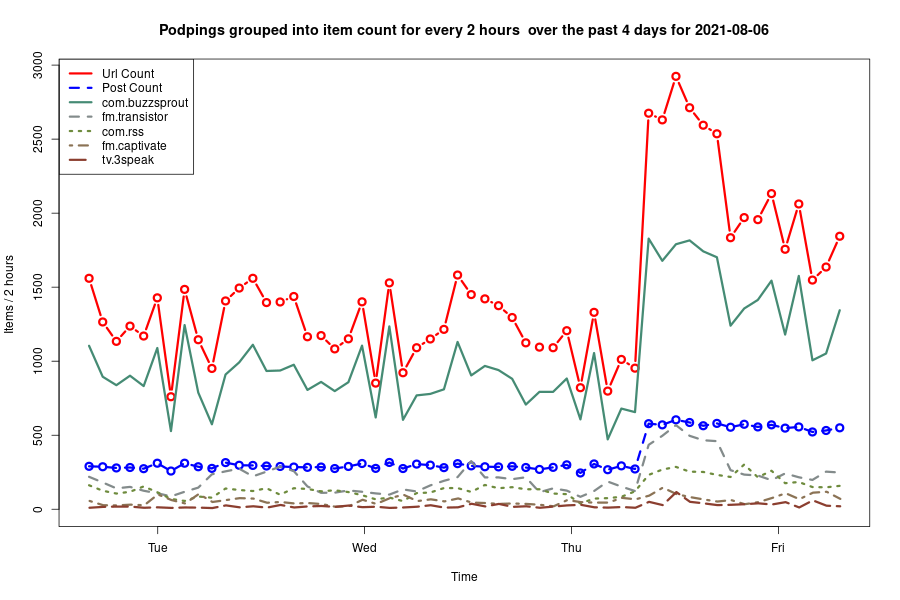 Podpings grouped into item count for every 2 hours  over the past 4 days for 2021-08-06
Url Count
Post Count
com.buzzsprout
fm.transistor
com.rss
fm.captivate
tv.3speak
Items / 2 hours
3000
2500
2000
1500
1000
500
0
Tue Wed Thu Fri
Time